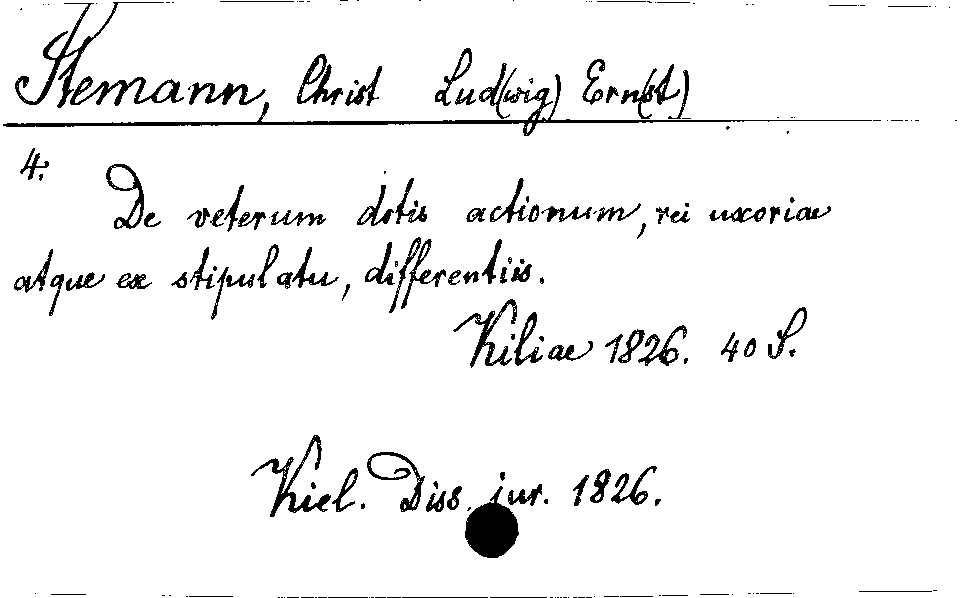 Stemann, Christ Lud(wig) Ern(st)
4.
De veterum dotis actionum, rei uxoriae
atque ex stipulatu, differentiis.
Kiliae 1826. 40 S.
Kiel. Diss. jur. 1826.